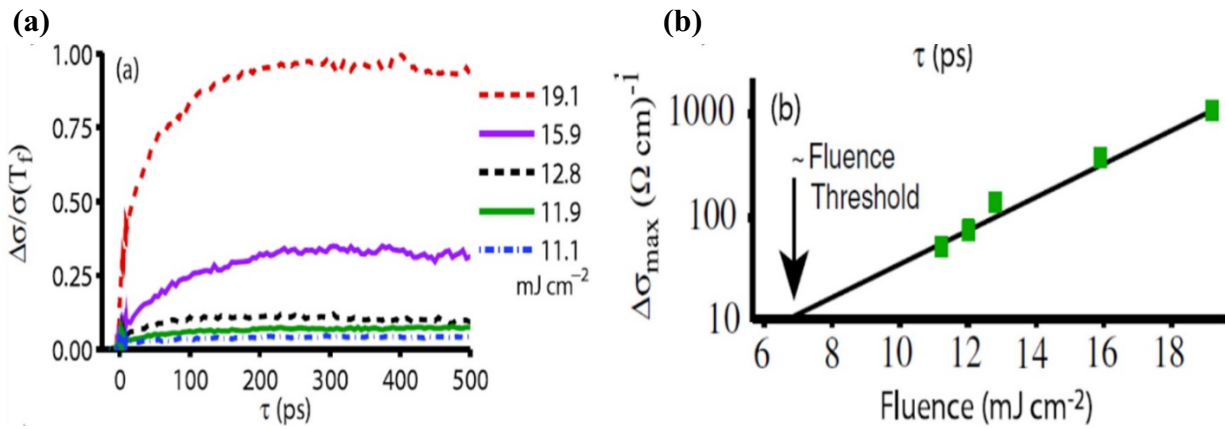 (a)
(a)
1.00
0.75
0.50
0.25
0.00
Δσ/σ(T_f)
0
100
200
300
400
500
τ (ps)
19.1
15.9
12.8
11.9
11.1
mJ cm⁻²
(b)
τ (ps)
(b)
1000
100
10
Δσ_max (Ω cm)⁻¹
~ Fluence
Threshold
6
8
10
12
14
16
18
Fluence (mJ cm⁻²)